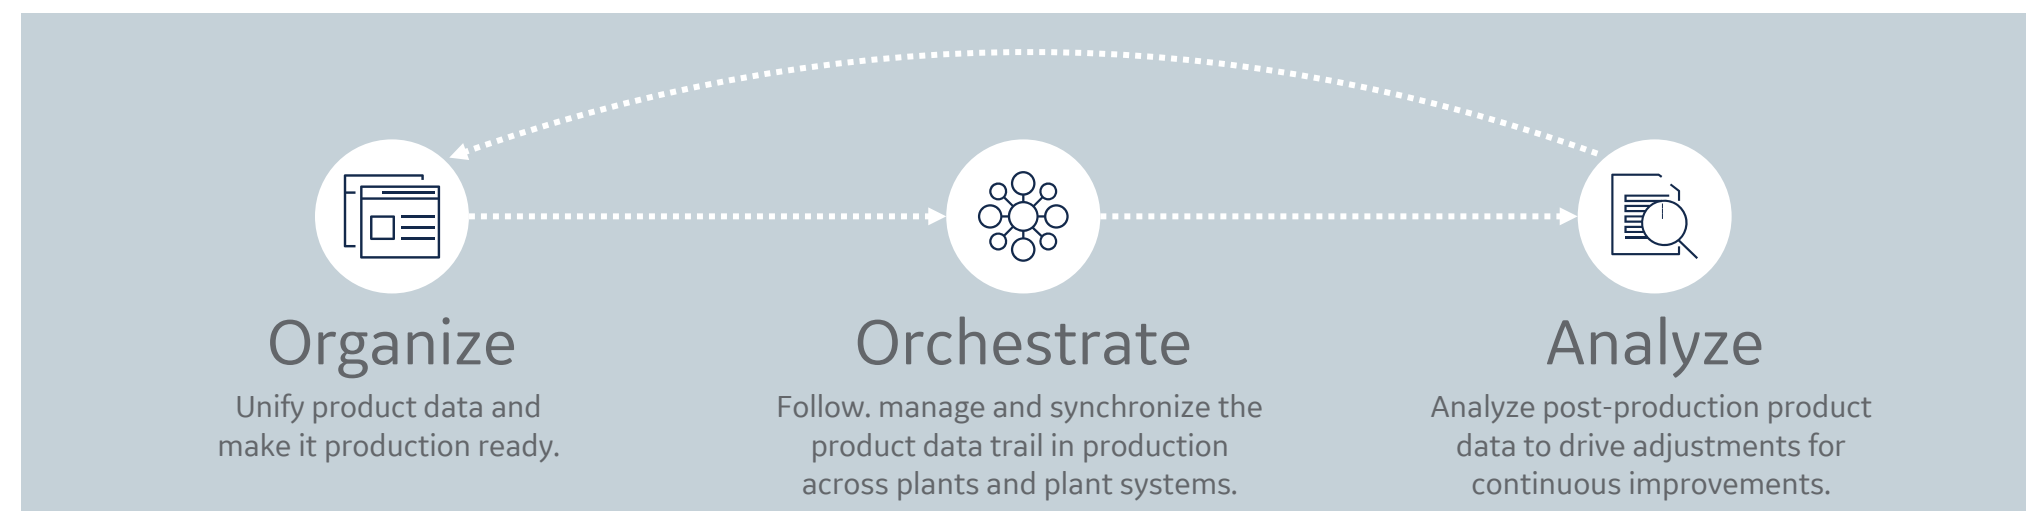 Organize
Unify product data and
make it production ready.
Orchestrate
Follow. manage and synchronize the
product data trail in production
across plants and plant systems.
Analyze
Analyze post-production product
data to drive adjustments for
continuous improvements.